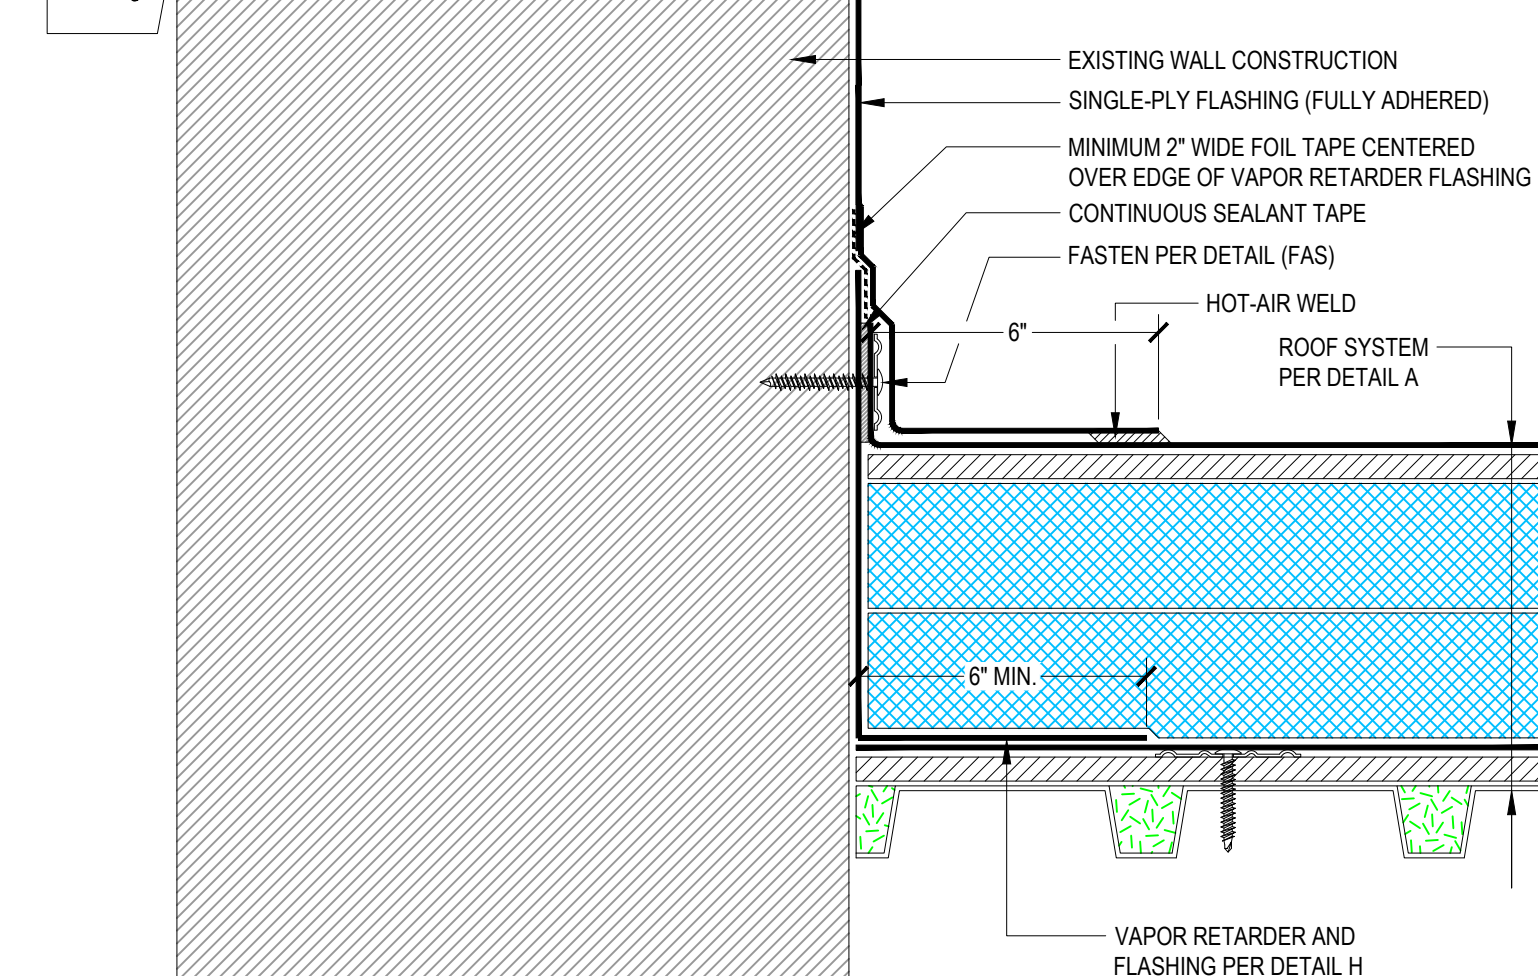 EXISTING WALL CONSTRUCTION
SINGLE-PLY FLASHING (FULLY ADHERED)
MINIMUM 2" WIDE FOIL TAPE CENTERED
OVER EDGE OF VAPOR RETARDER FLASHING
CONTINUOUS SEALANT TAPE
FASTEN PER DETAIL (FAS)
HOT-AIR WELD
6"
ROOF SYSTEM
PER DETAIL A
6" MIN.
VAPOR RETARDER AND
FLASHING PER DETAIL H